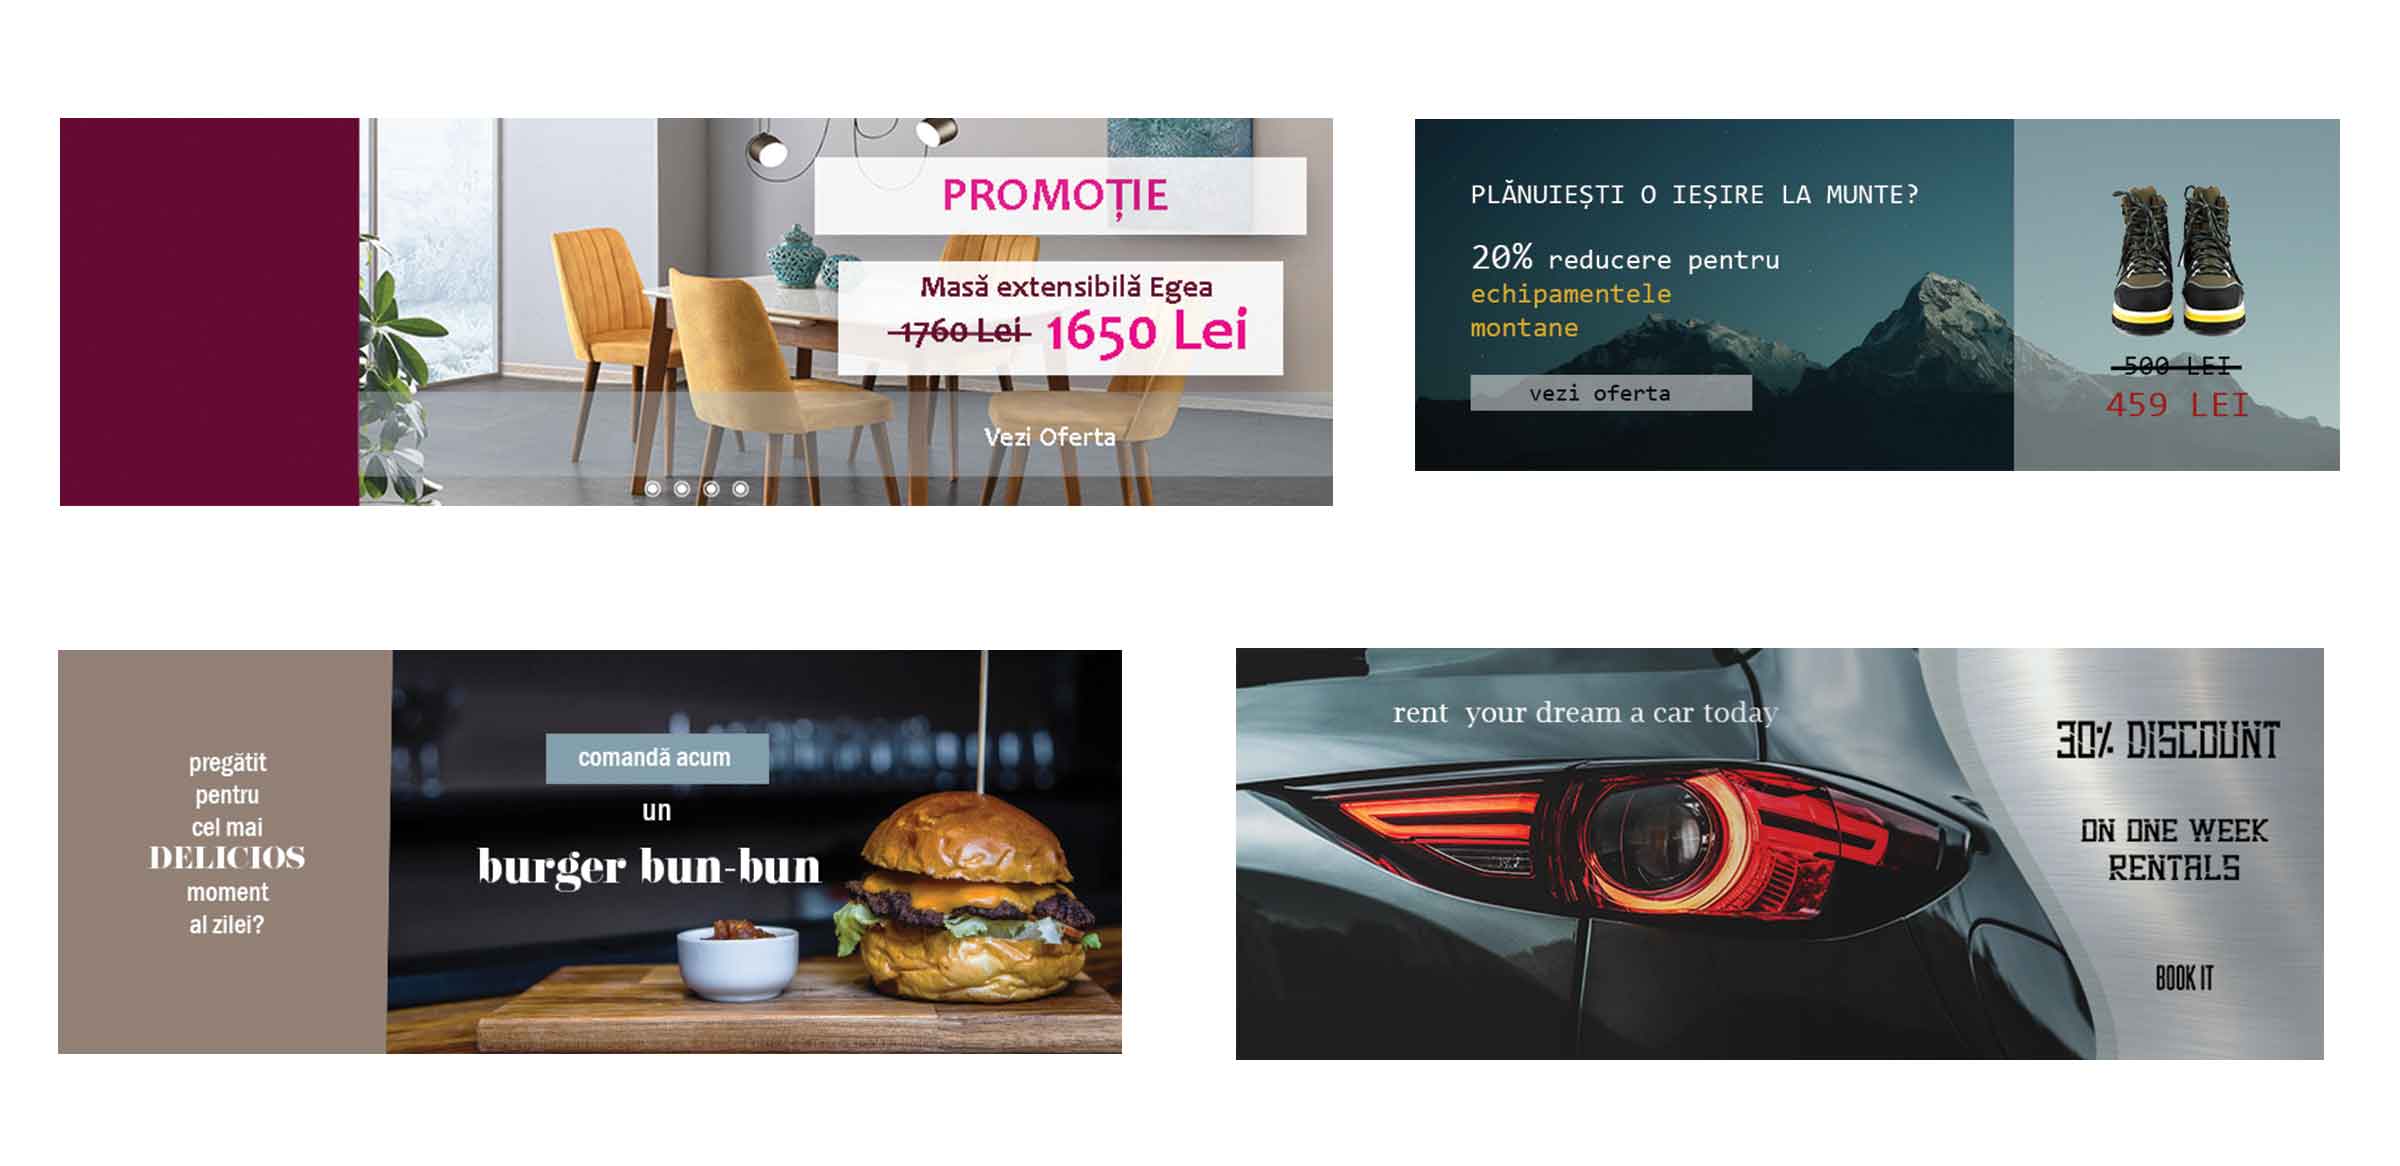 PROMOȚIE
Masă extensibilă Egea
1760 Lei 1650 Lei
Vezi Oferta
PLĂNUIEȘTI O IEȘIRE LA MUNTE?
20% reducere pentru
echipamentele
montane
vezi oferta
500 LEI
459 LEI
pregătit
pentru
cel mai
DELICIOS
moment
al zilei?
comandă acum
un
burger bun-bun
rent your dream a car today
30% DISCOUNT
ON ONE WEEK
RENTALS
BOOK IT